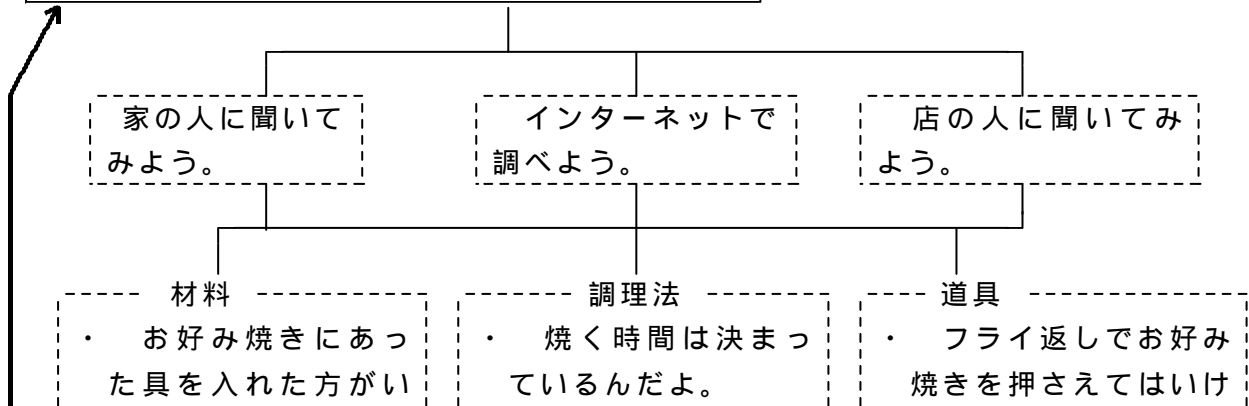 家の人に聞いて
みよう。
インターネットで
調べよう。
店の人に聞いてみ
よう。
材料
・ お好み焼きにあっ
た具を入れた方がい
調理法
・ 焼く時間は決まっ
ているんだよ。
道具
・ フライ返しでお好み
焼きを押さえてはいけ